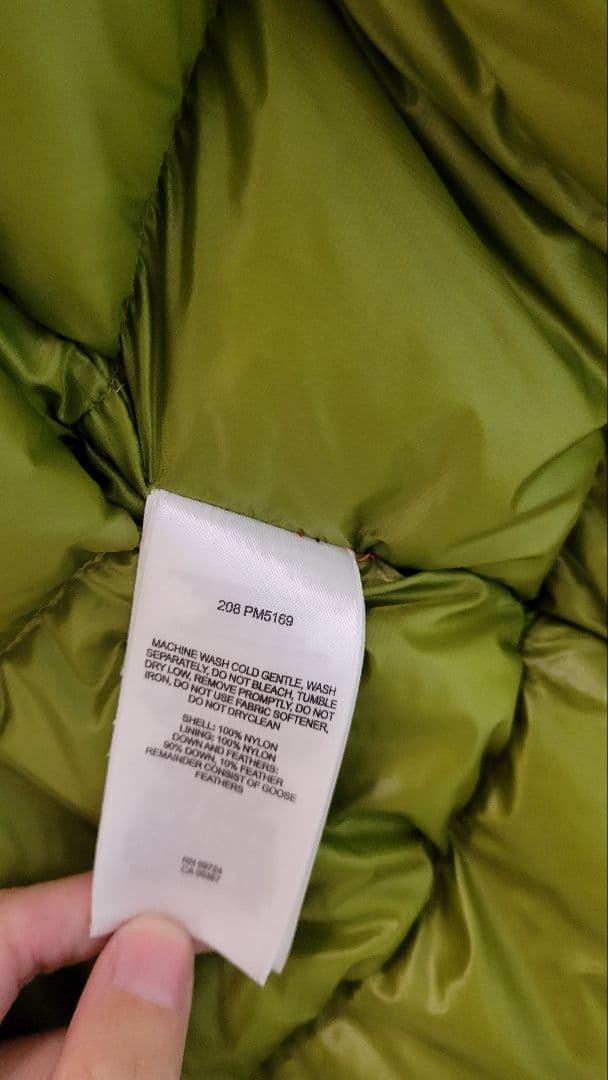 208 PM5169
MACHINE WASH COLD GENTLE, WASH
SEPARATELY, DO NOT BLEACH, TUMBLE
DRY LOW, REMOVE PROMPTLY, DO NOT
IRON, DO NOT USE FABRIC SOFTENER,
DO NOT DRYCLEAN
SHELL: 100% NYLON
LINING: 100% NYLON
DOWN AND FEATHERS:
90% DOWN, 10% FEATHER
REMAINDER CONSIST OF GOOSE
FEATHERS
RN
CA